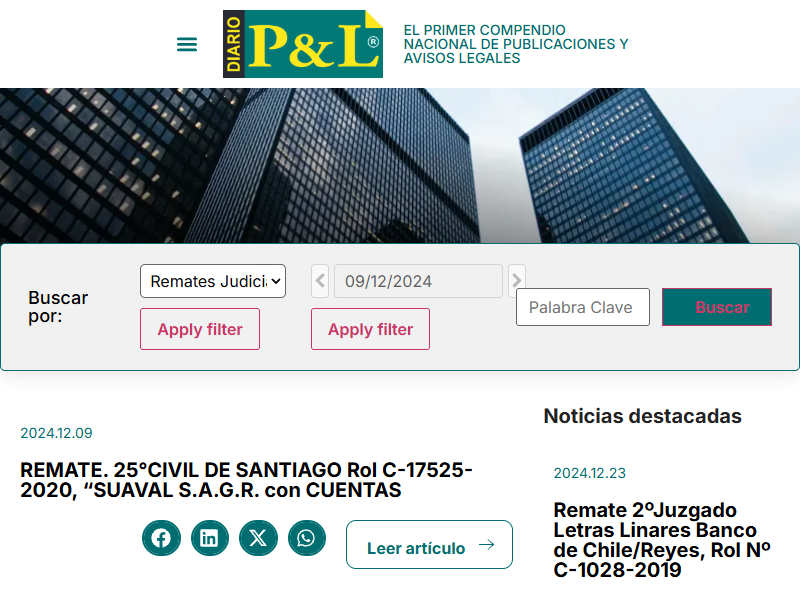 DIARIO
P&L®
EL PRIMER COMPENDIO
NACIONAL DE PUBLICACIONES Y
AVISOS LEGALES
Buscar
por:
Remates Judici
Apply filter
09/12/2024
Apply filter
Palabra Clave
Buscar
2024.12.09
REMATE. 25°CIVIL DE SANTIAGO Rol C-17525-
2020, “SUAVAL S.A.G.R. con CUENTAS
Leer artículo
Noticias destacadas
2024.12.23
Remate 2ºJuzgado
Letras Linares Banco
de Chile/Reyes, Rol Nº
C-1028-2019